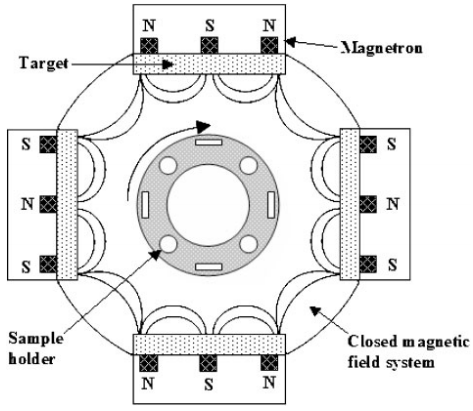 N S N
Magnetron
Target
S
N
S
S
N
S
Sample
holder
Closed magnetic
field system
N S N